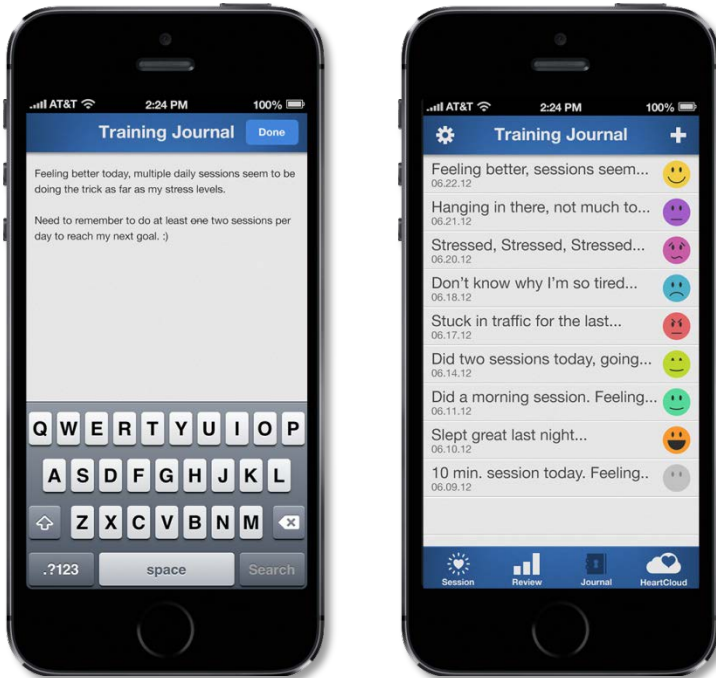 AT&T 2:24 PM 100%
Training Journal Done
Feeling better today, multiple daily sessions seem to be
doing the trick as far as my stress levels.
Need to remember to do at least one two sessions per
day to reach my next goal. :)
Q W E R T Y U I O P
A S D F G H J K L
Z X C V B N M
.?123 space Search
AT&T 2:24 PM 100%
Training Journal +
Feeling better, sessions seem...
06.22.12
Hanging in there, not much to...
06.21.12
Stressed, Stressed, Stressed...
06.20.12
Don't know why I'm so tired...
06.18.12
Stuck in traffic for the last...
06.17.12
Did two sessions today, going...
06.14.12
Did a morning session. Feeling...
06.11.12
Slept great last night...
06.10.12
10 min. session today. Feeling..
06.09.12
Session Review Journal HeartCloud